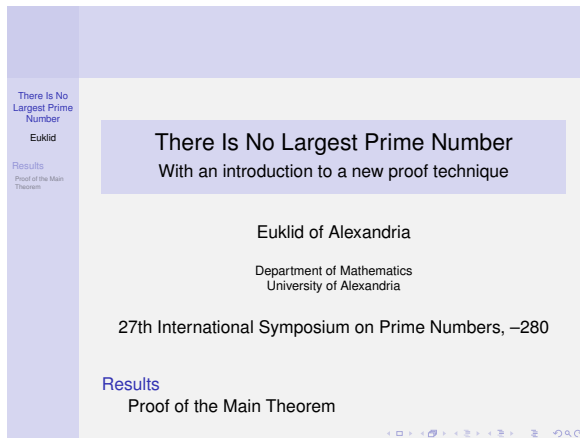 There Is No
Largest Prime
Number
Euklid
Results
Proof of the Main
Theorem
There Is No Largest Prime Number
With an introduction to a new proof technique
Euklid of Alexandria
Department of Mathematics
University of Alexandria
27th International Symposium on Prime Numbers, –280
Results
Proof of the Main Theorem